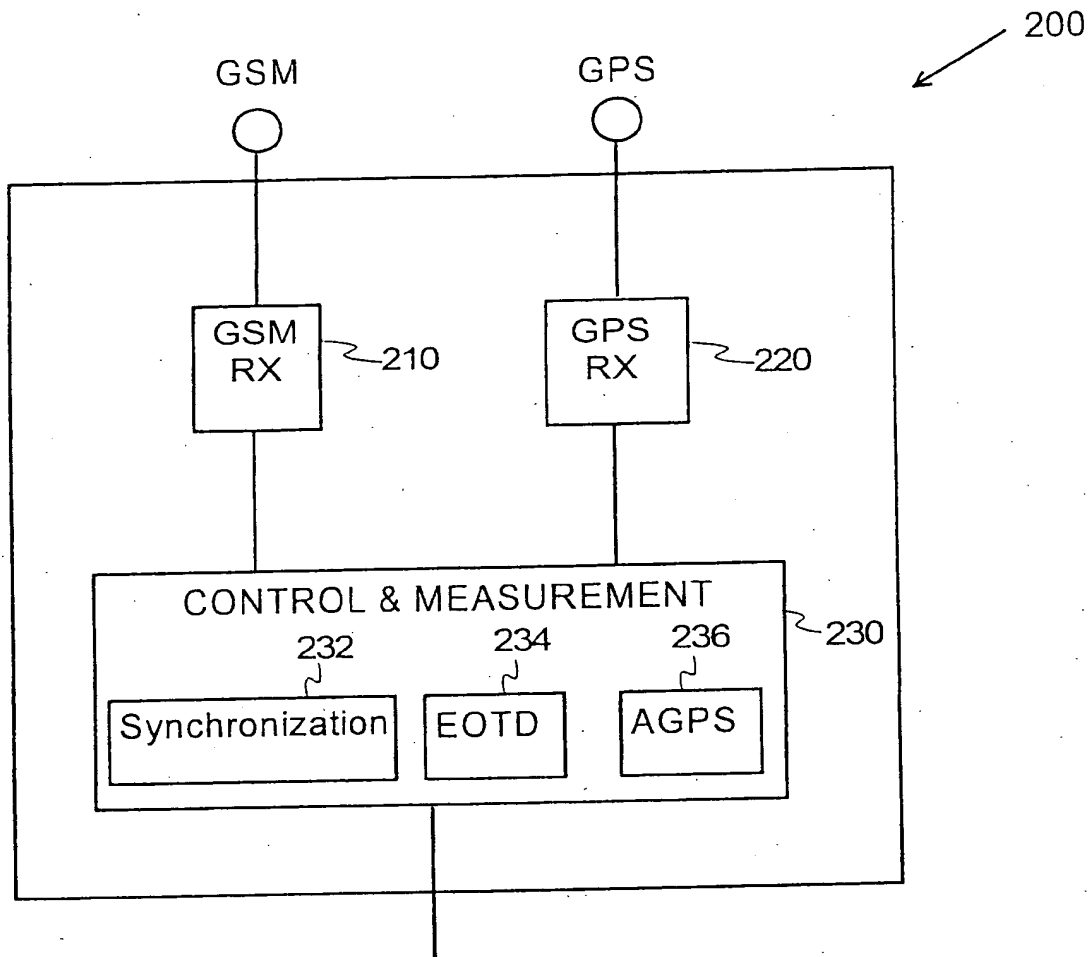 200
GSM
GPS
GSM
RX
210
GPS
RX
220
CONTROL & MEASUREMENT
230
232
234
236
Synchronization
EOTD
AGPS